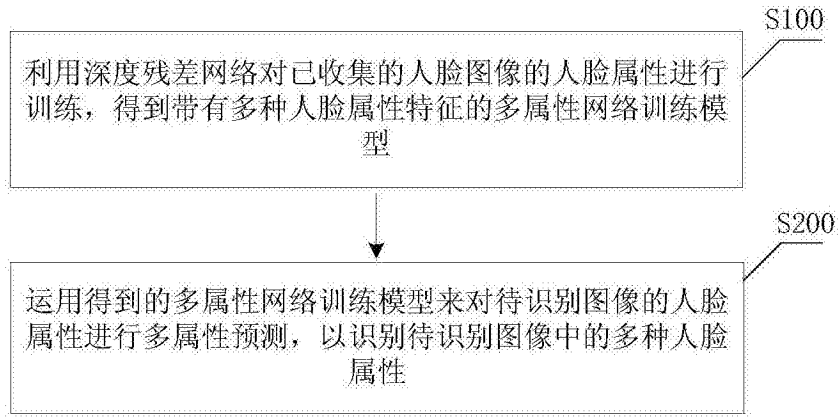 S100
利用深度残差网络对已收集的人脸图像的人脸属性进行
训练，得到带有多种人脸属性特征的多属性网络训练模
型
S200
运用得到的多属性网络训练模型来对待识别图像的人脸
属性进行多属性预测，以识别待识别图像中的多种人脸
属性